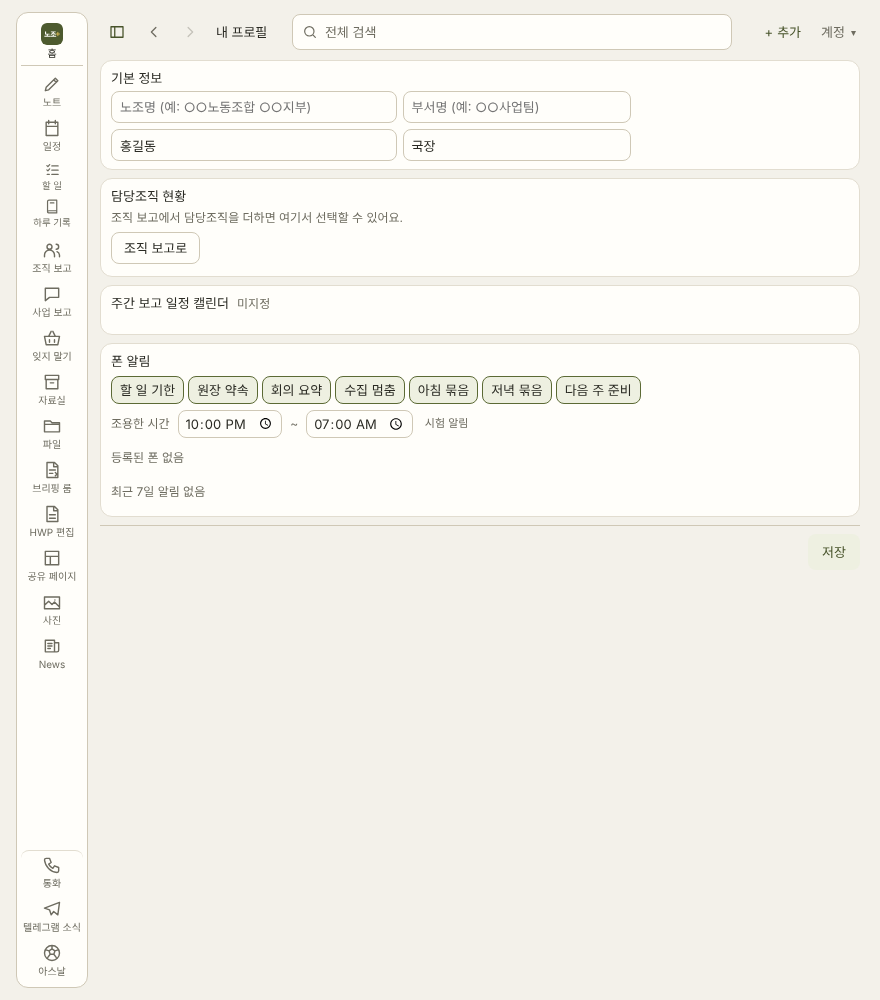 노조+
홈
노트
일정
할 일
하루 기록
조직 보고
사업 보고
잊지 말기
자료실
파일
브리핑 룸
HWP 편집
공유 페이지
사진
News
통화
텔레그램 소식
아스날
내 프로필
전체 검색
+ 추가
계정 ▾
기본 정보
노조명 (예: ○○노동조합 ○○지부)
부서명 (예: ○○사업팀)
홍길동
국장
담당조직 현황
조직 보고에서 담당조직을 더하면 여기서 선택할 수 있어요.
조직 보고로
주간 보고 일정 캘린더 미지정
폰 알림
할 일 기한 원장 약속 회의 요약 수집 멈춤 아침 묶음 저녁 묶음 다음 주 준비
조용한 시간 10:00 PM ~ 07:00 AM 시험 알림
등록된 폰 없음
최근 7일 알림 없음
저장